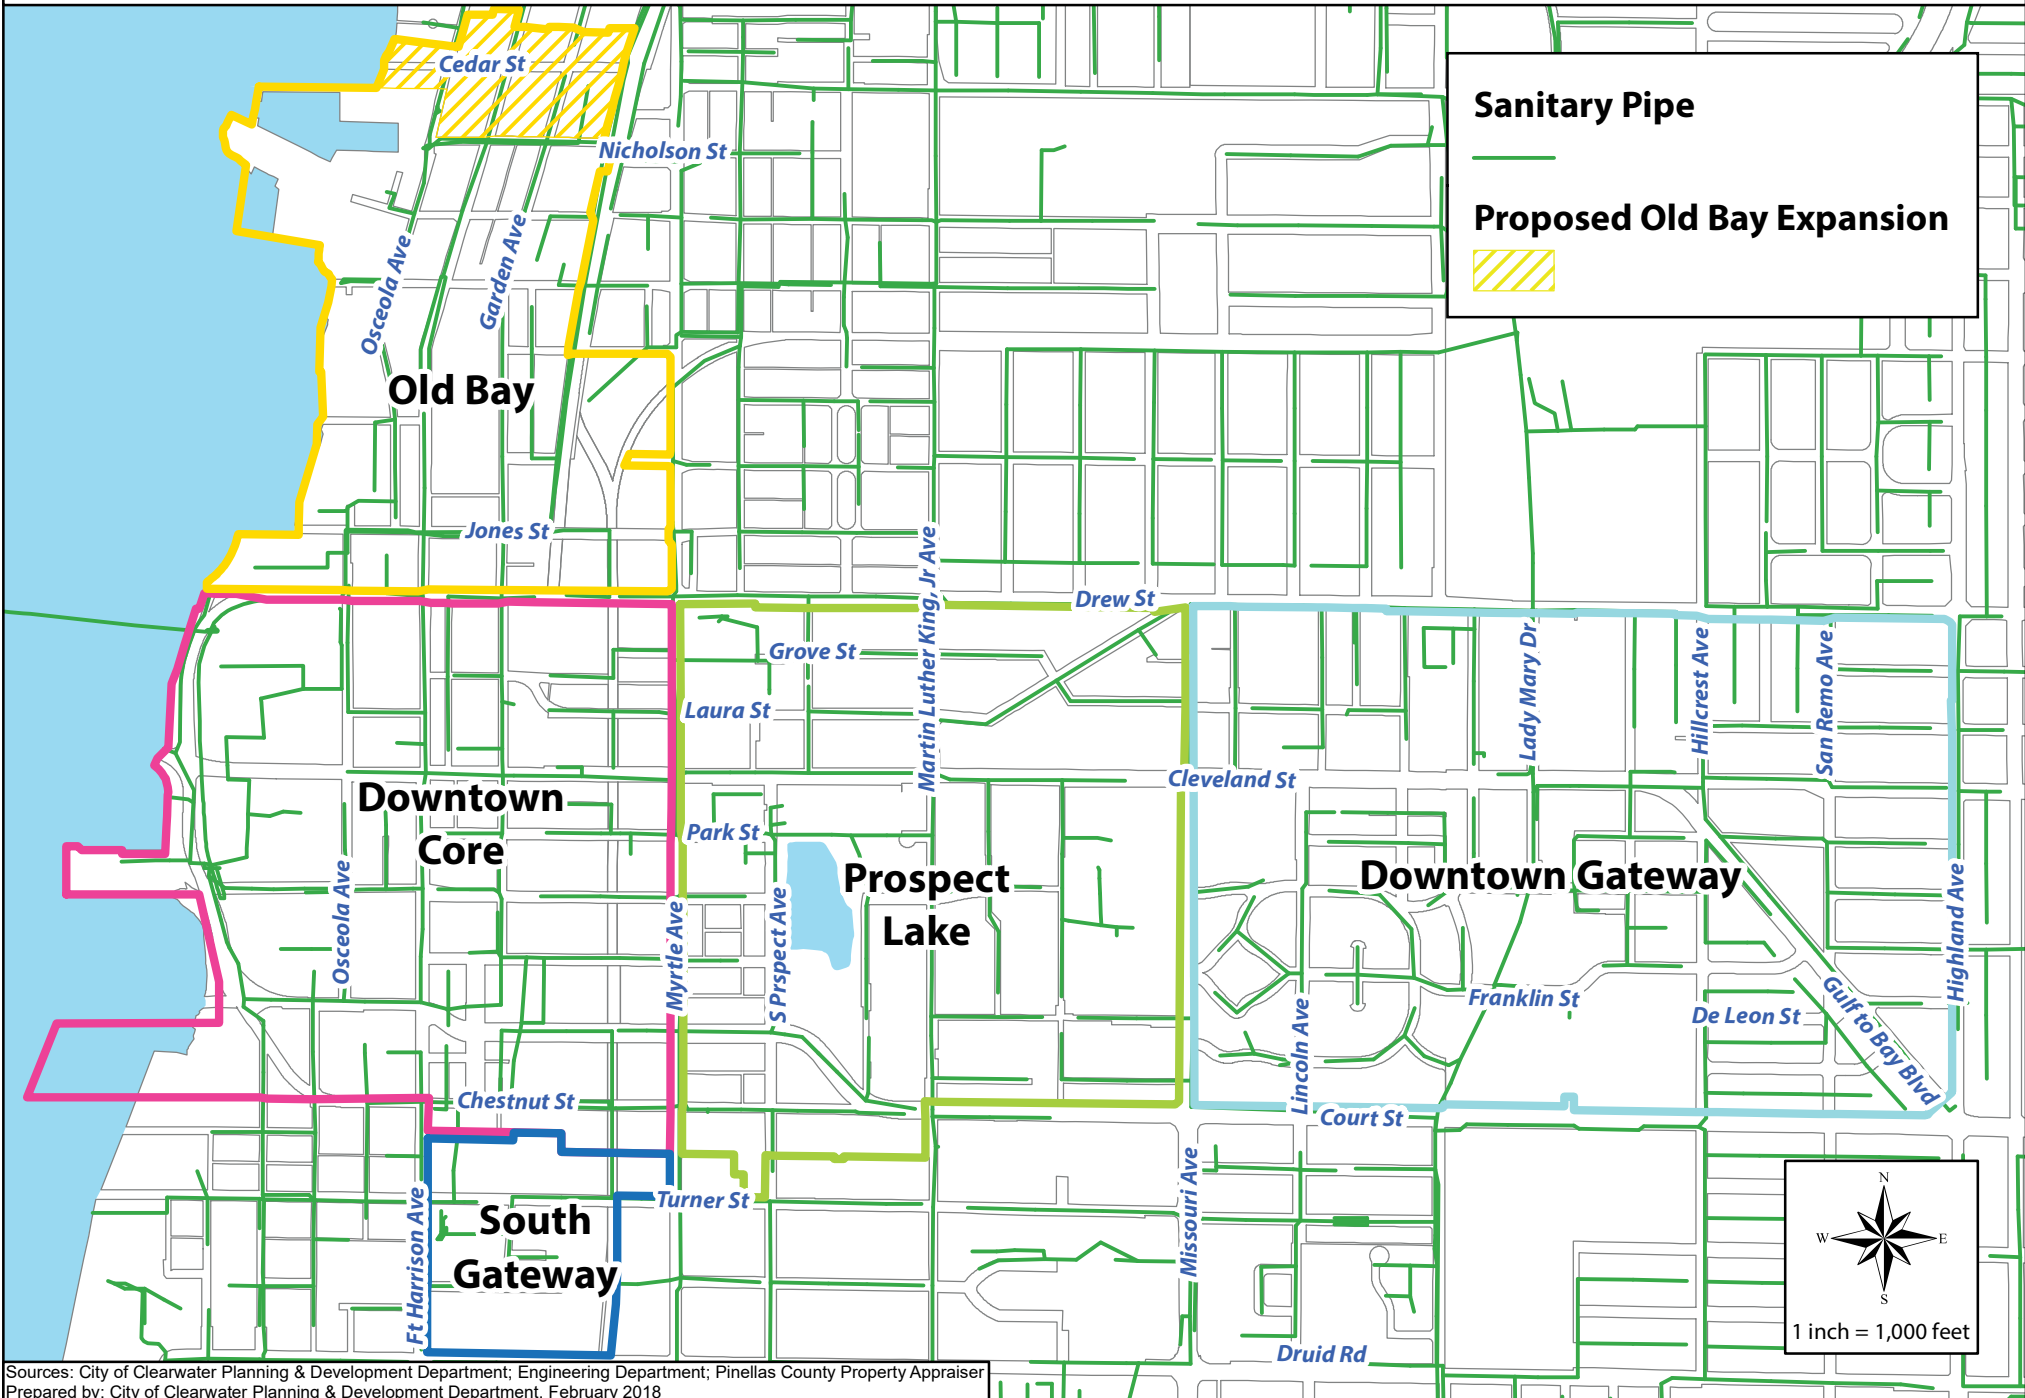 Cedar St
Sanitary Pipe
Nicholson St
Proposed Old Bay Expansion
Osceola Ave
Garden Ave
Old Bay
Jones St
Martin Luther King, Jr Ave
Drew St
Grove St
Laura St
Lady Mary Dr
Hillcrest Ave
San Remo Ave
Cleveland St
Downtown
Core
Park St
Prospect
Lake
Downtown Gateway
Osceola Ave
Myrtle Ave
S Prspect Ave
Highland Ave
Lincoln Ave
Franklin St
De Leon St
Gulf to Bay Blvd
Chestnut St
Court St
Ft Harrison Ave
Turner St
Missouri Ave
South
Gateway
Druid Rd
N
W
E
S
1 inch = 1,000 feet
Sources: City of Clearwater Planning & Development Department; Engineering Department; Pinellas County Property Appraiser
Prepared by: City of Clearwater Planning & Development Department, February 2018